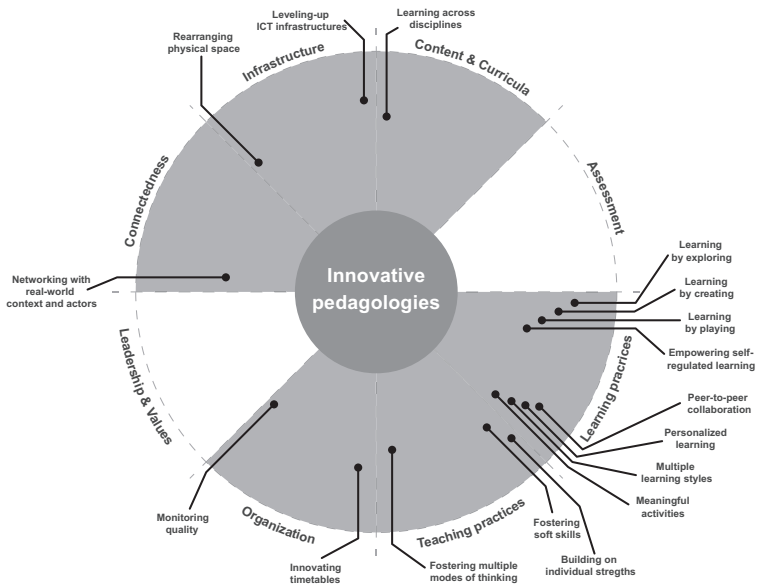 Leveling-up
ICT infrastructures
Learning across
disciplines
Rearranging
physical space
Infrastructure
Content & Curricula
Connectedness
Assessment
Networking with
real-world
context and actors
Innovative
pedagologies
Learning
by exploring
Learning
by creating
Learning
by playing
Empowering self-
regulated learning
Leadership & Values
Learning pracrices
Peer-to-peer
collaboration
Personalized
learning
Multiple
learning styles
Meaningful
activities
Monitoring
quality
Organization
Teaching practices
Fostering
soft skills
Innovating
timetables
Fostering multiple
modes of thinking
Building on
individual stregths